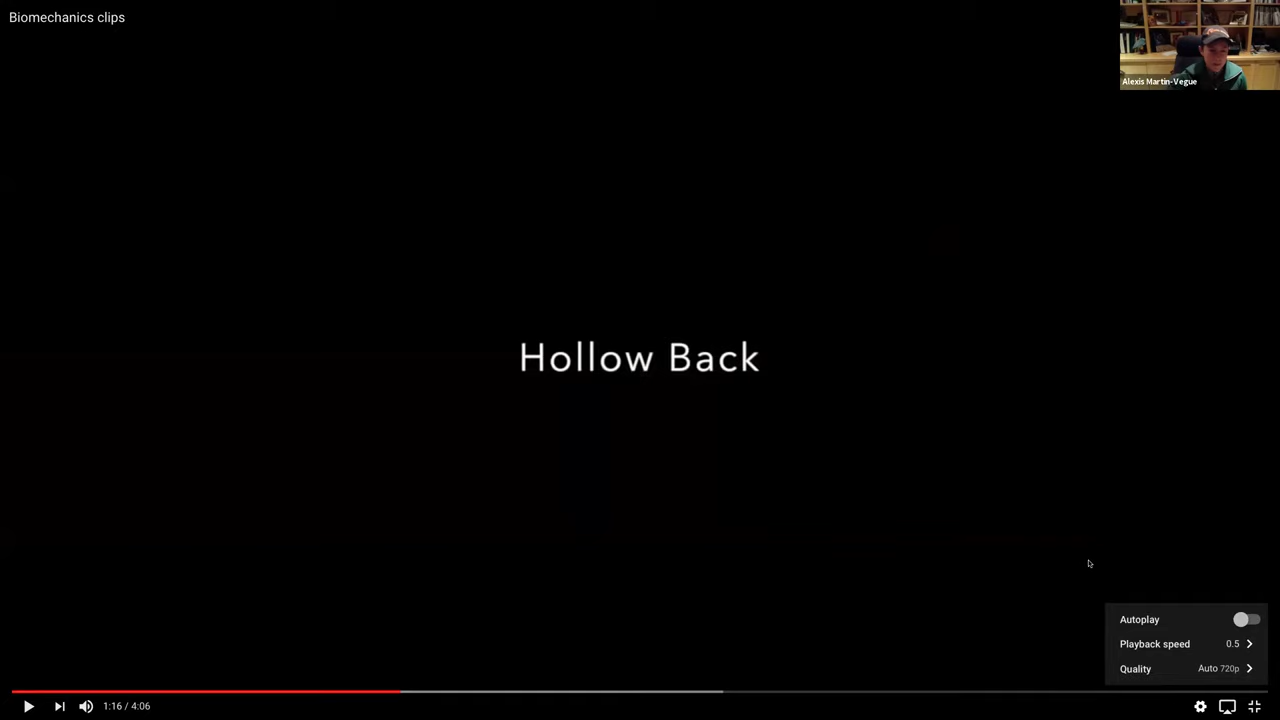 Biomechanics clips
Alexis Martin-Vegue
Hollow Back
Autoplay
Playback speed 0.5
Quality Auto 720p
1:16 / 4:06